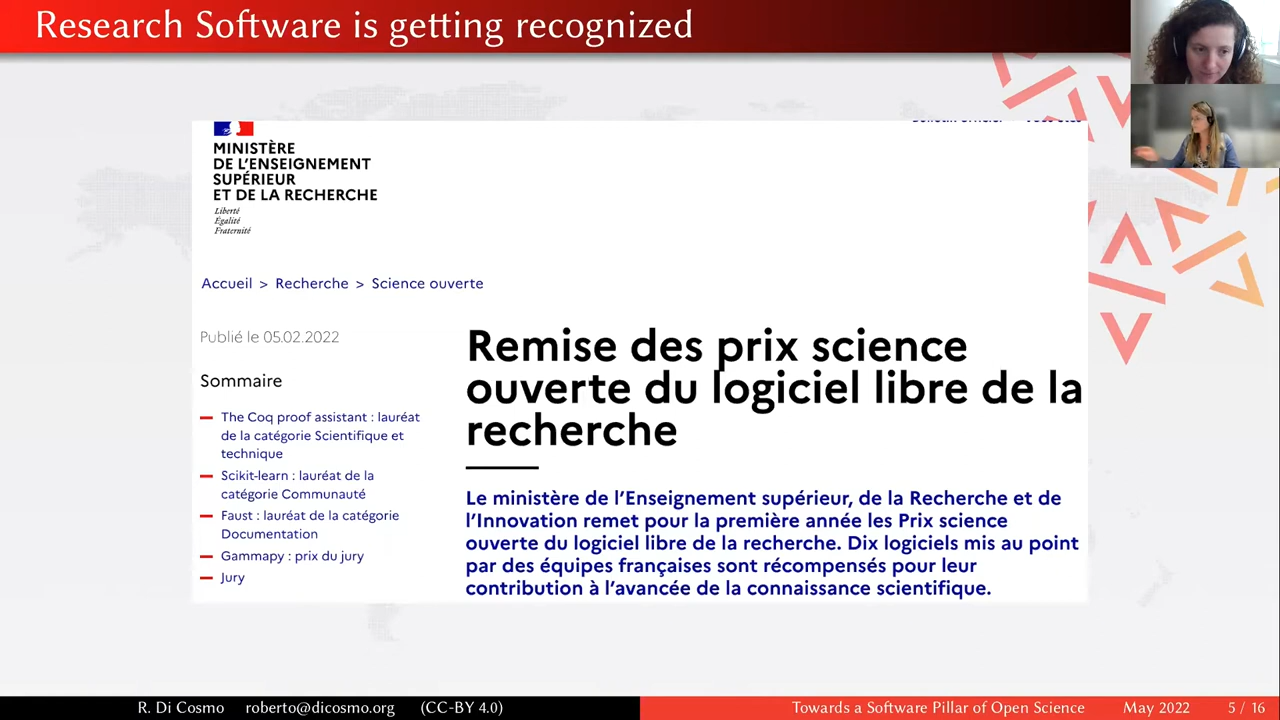 Research Software is getting recognized
MINISTÈRE
DE L'ENSEIGNEMENT
SUPÉRIEUR
ET DE LA RECHERCHE
Liberté
Égalité
Fraternité
Accueil > Recherche > Science ouverte
Publié le 05.02.2022
Sommaire
The Coq proof assistant : lauréat
de la catégorie Scientifique et
technique
Scikit-learn : lauréat de la
catégorie Communauté
Faust : lauréat de la catégorie
Documentation
Gammapy : prix du jury
Jury
Remise des prix science
ouverte du logiciel libre de la
recherche
Le ministère de l'Enseignement supérieur, de la Recherche et de
l'Innovation remet pour la première année les Prix science
ouverte du logiciel libre de la recherche. Dix logiciels mis au point
par des équipes françaises sont récompensés pour leur
contribution à l'avancée de la connaissance scientifique.
R. Di Cosmo roberto@dicosmo.org (CC-BY 4.0) Towards a Software Pillar of Open Science May 2022 5 / 16